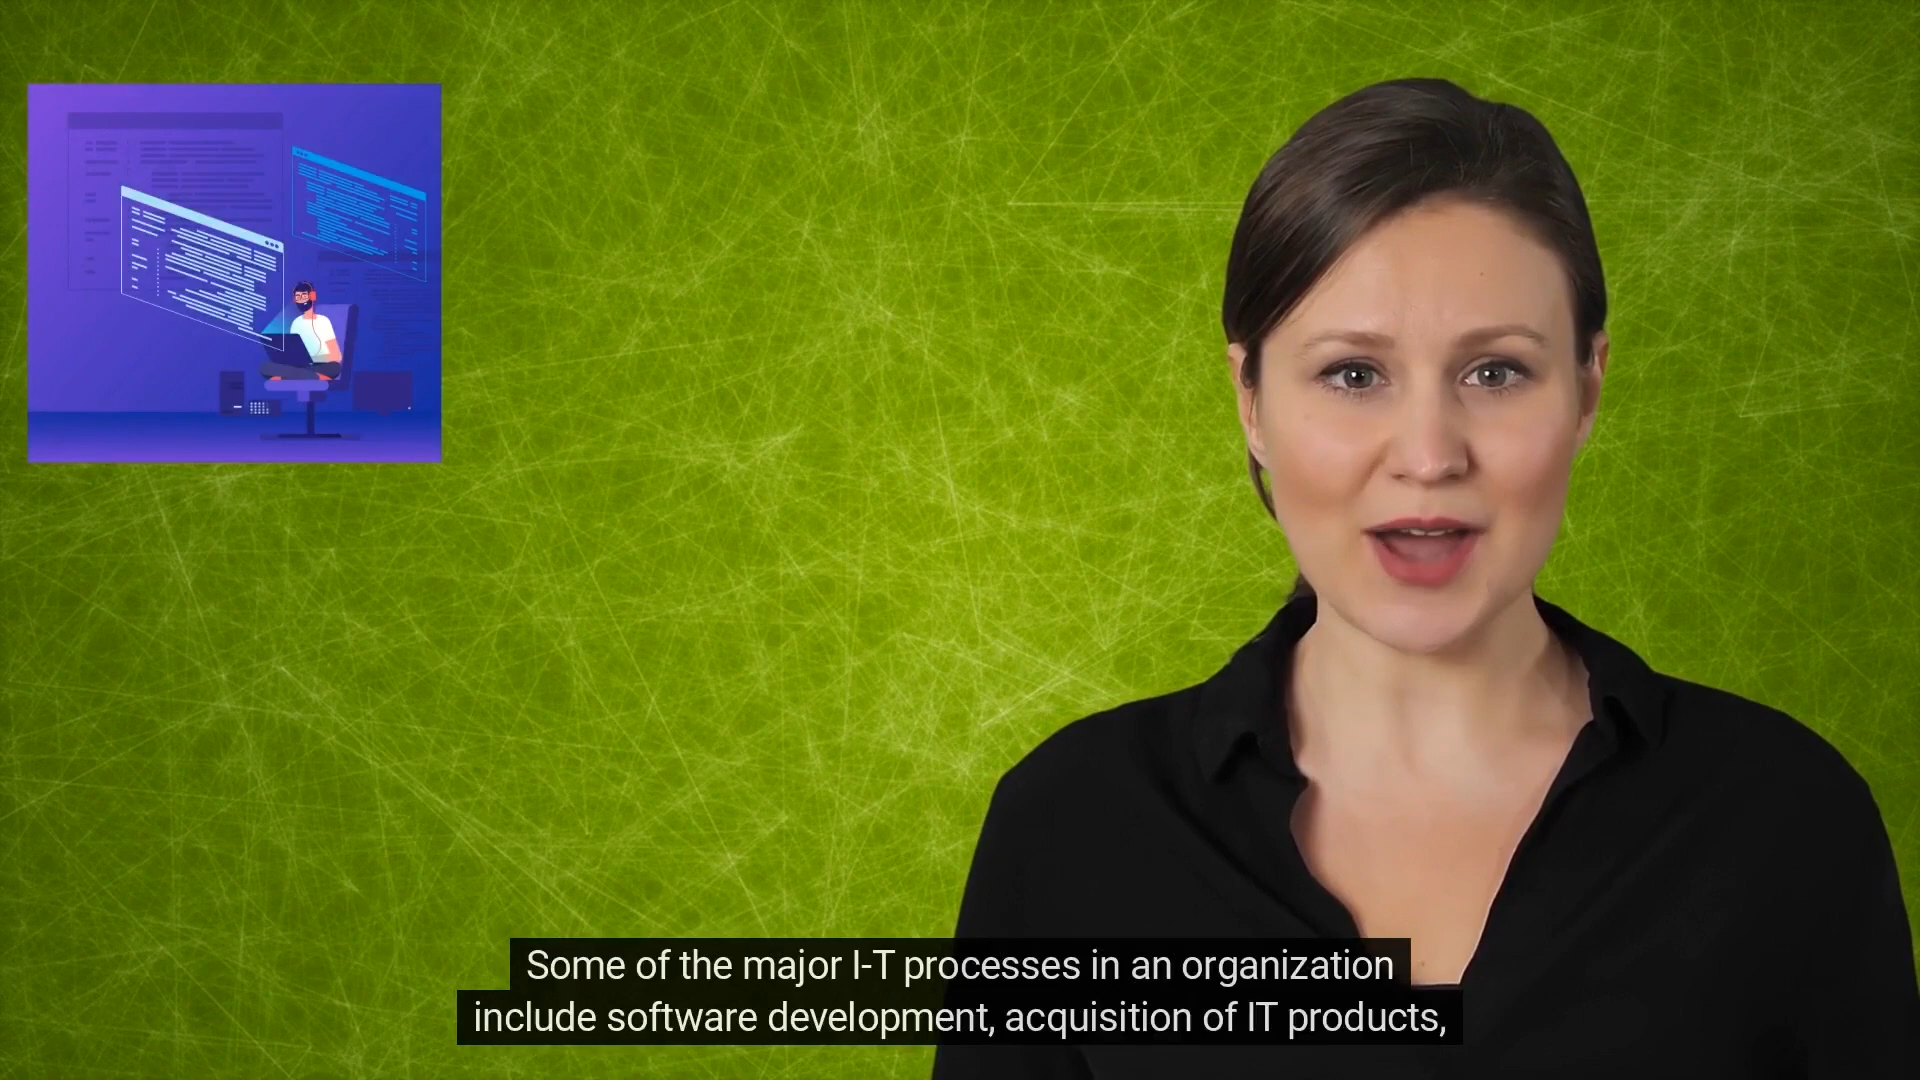 Some of the major I-T processes in an organization
include software development, acquisition of IT products,